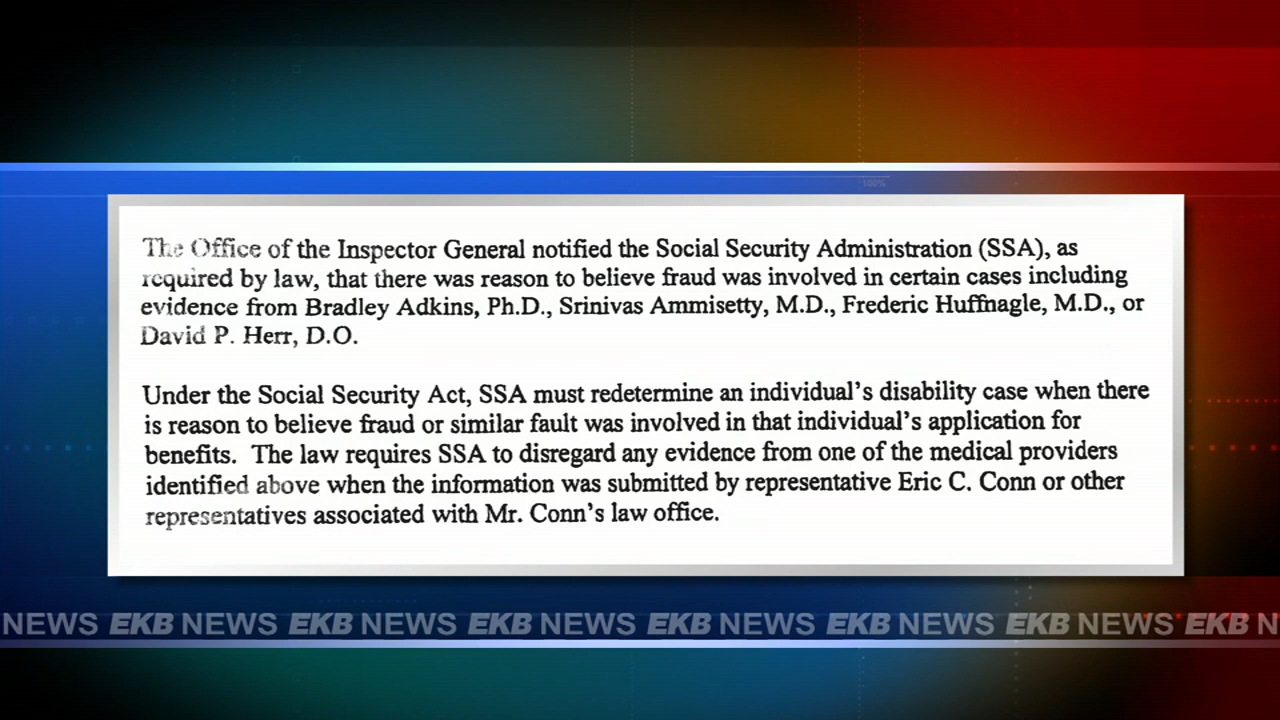 100%
The Office of the Inspector General notified the Social Security Administration (SSA), as
required by law, that there was reason to believe fraud was involved in certain cases including
evidence from Bradley Adkins, Ph.D., Srinivas Ammisetty, M.D., Frederic Huffnagle, M.D., or
David P. Herr, D.O.
Under the Social Security Act, SSA must redetermine an individual's disability case when there
is reason to believe fraud or similar fault was involved in that individual's application for
benefits. The law requires SSA to disregard any evidence from one of the medical providers
identified above when the information was submitted by representative Eric C. Conn or other
representatives associated with Mr. Conn's law office.
NEWS EKB NEWS EKB NEWS EKB NEWS EKB NEWS EKB NEWS EKB NEWS EKB N